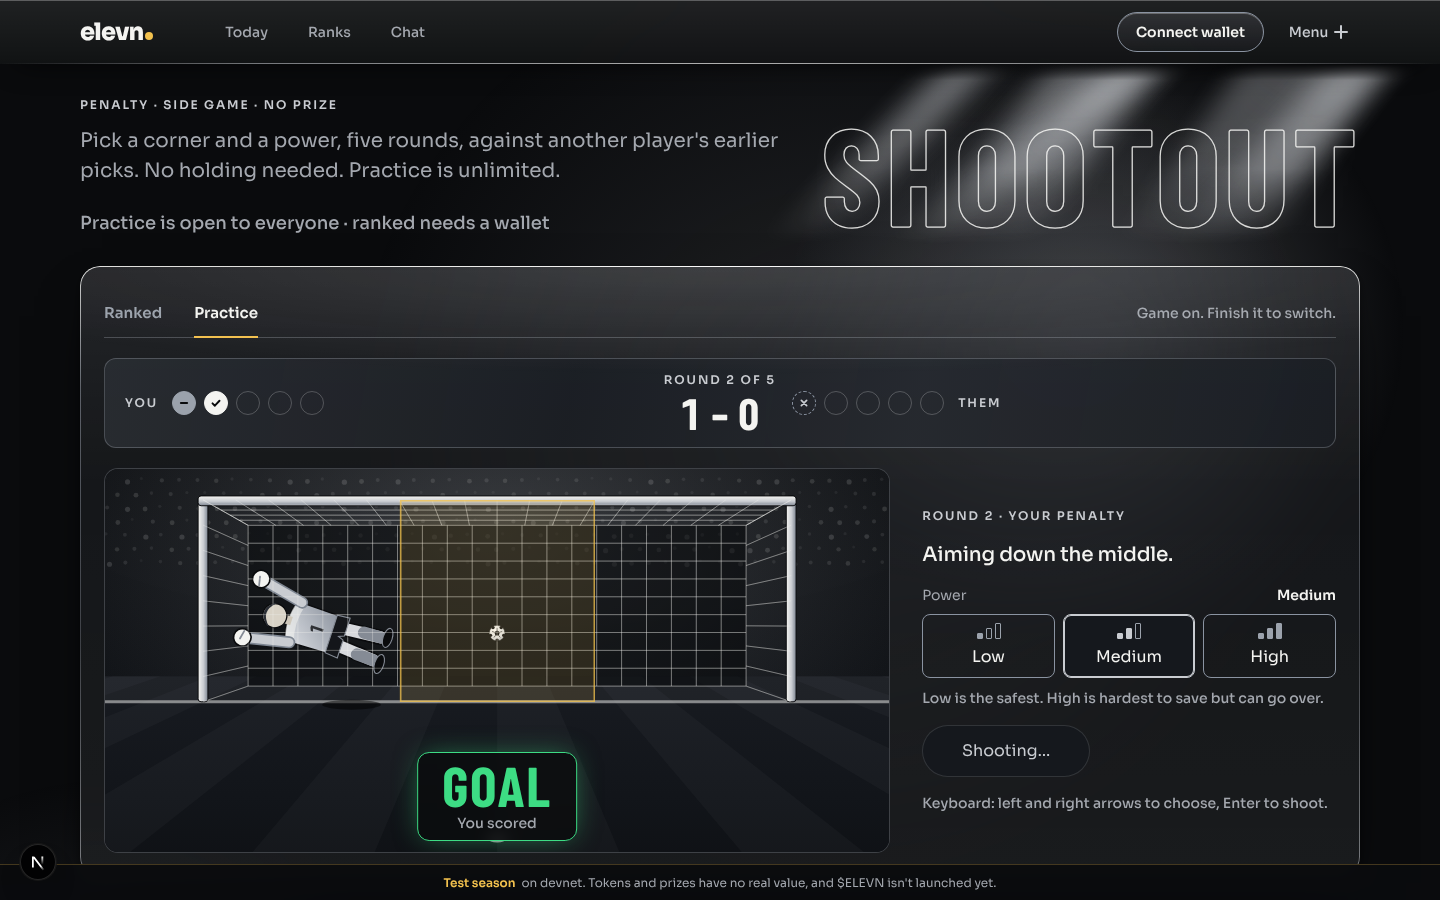 elevn.
Today
Ranks
Chat
Connect wallet
Menu
PENALTY · SIDE GAME · NO PRIZE
Pick a corner and a power, five rounds, against another player's earlier
picks. No holding needed. Practice is unlimited.
Practice is open to everyone · ranked needs a wallet
SHOOTOUT
Ranked
Practice
Game on. Finish it to switch.
YOU
ROUND 2 OF 5
1 - 0
THEM
1
GOAL
You scored
ROUND 2 · YOUR PENALTY
Aiming down the middle.
Power
Medium
Low
Medium
High
Low is the safest. High is hardest to save but can go over.
Shooting...
Keyboard: left and right arrows to choose, Enter to shoot.
N
Test season on devnet. Tokens and prizes have no real value, and $ELEVN isn't launched yet.